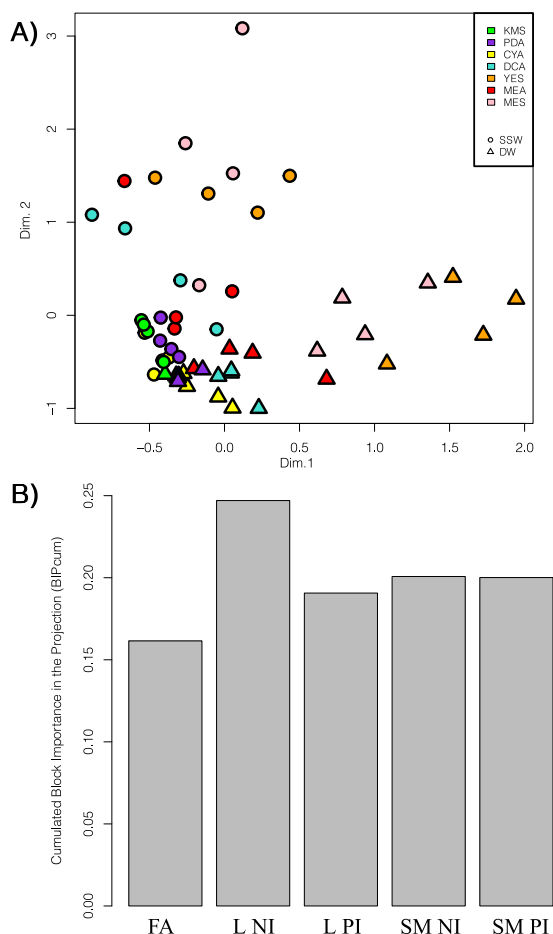 A)
KMS
PDA
CYA
DCA
YES
MEA
MES
SSW
DW
3
2
1
0
−1
Dim. 2
−0.5 0.0 0.5 1.0 1.5 2.0
Dim.1
B)
0.25
0.20
0.15
0.10
0.05
0.00
Cumulated Block Importance in the Projection (BIPcum)
FA L NI L PI SM NI SM PI